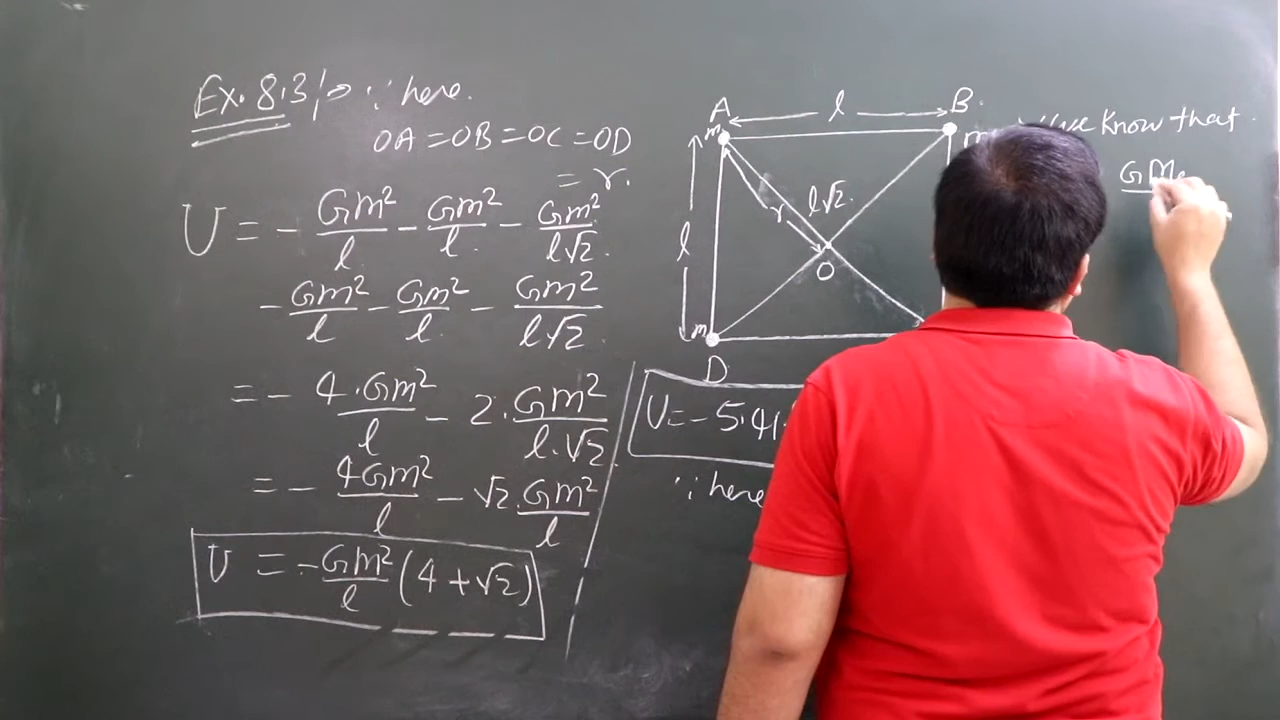 Ex. 8.3/⇒ ∵ here.
OA = OB = OC = OD
= r.
U = - Gm²/l - Gm²/l - Gm²/l√2
- Gm²/l - Gm²/l - Gm²/l√2
= - 4·Gm²/l - 2·Gm²/l·√2
= - 4Gm²/l - √2·Gm²/l
U = - Gm²/l (4 + √2)
A l B
m m
l l√2
r
O
m
D
U = - 5.41
∵ here
we know that